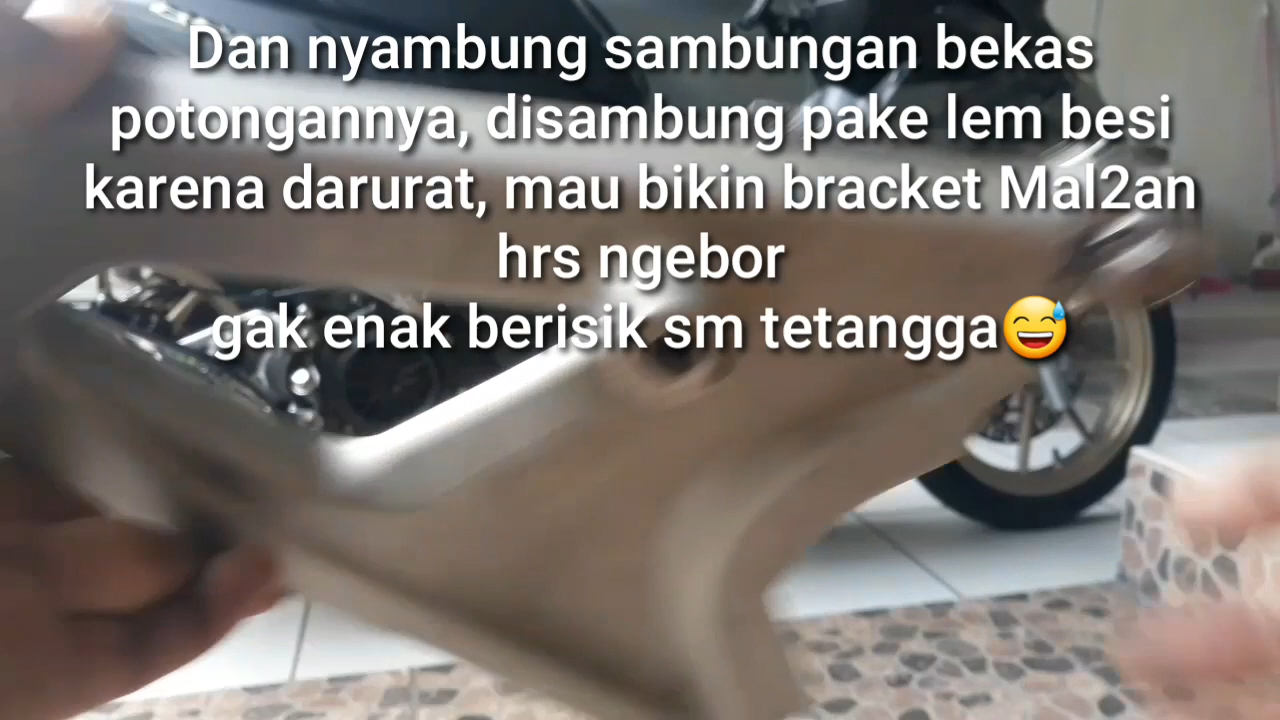 Dan nyambung sambungan bekas
potongannya, disambung pake lem besi
karena darurat, mau bikin bracket Mal2an
hrs ngebor
gak enak berisik sm tetangga😅